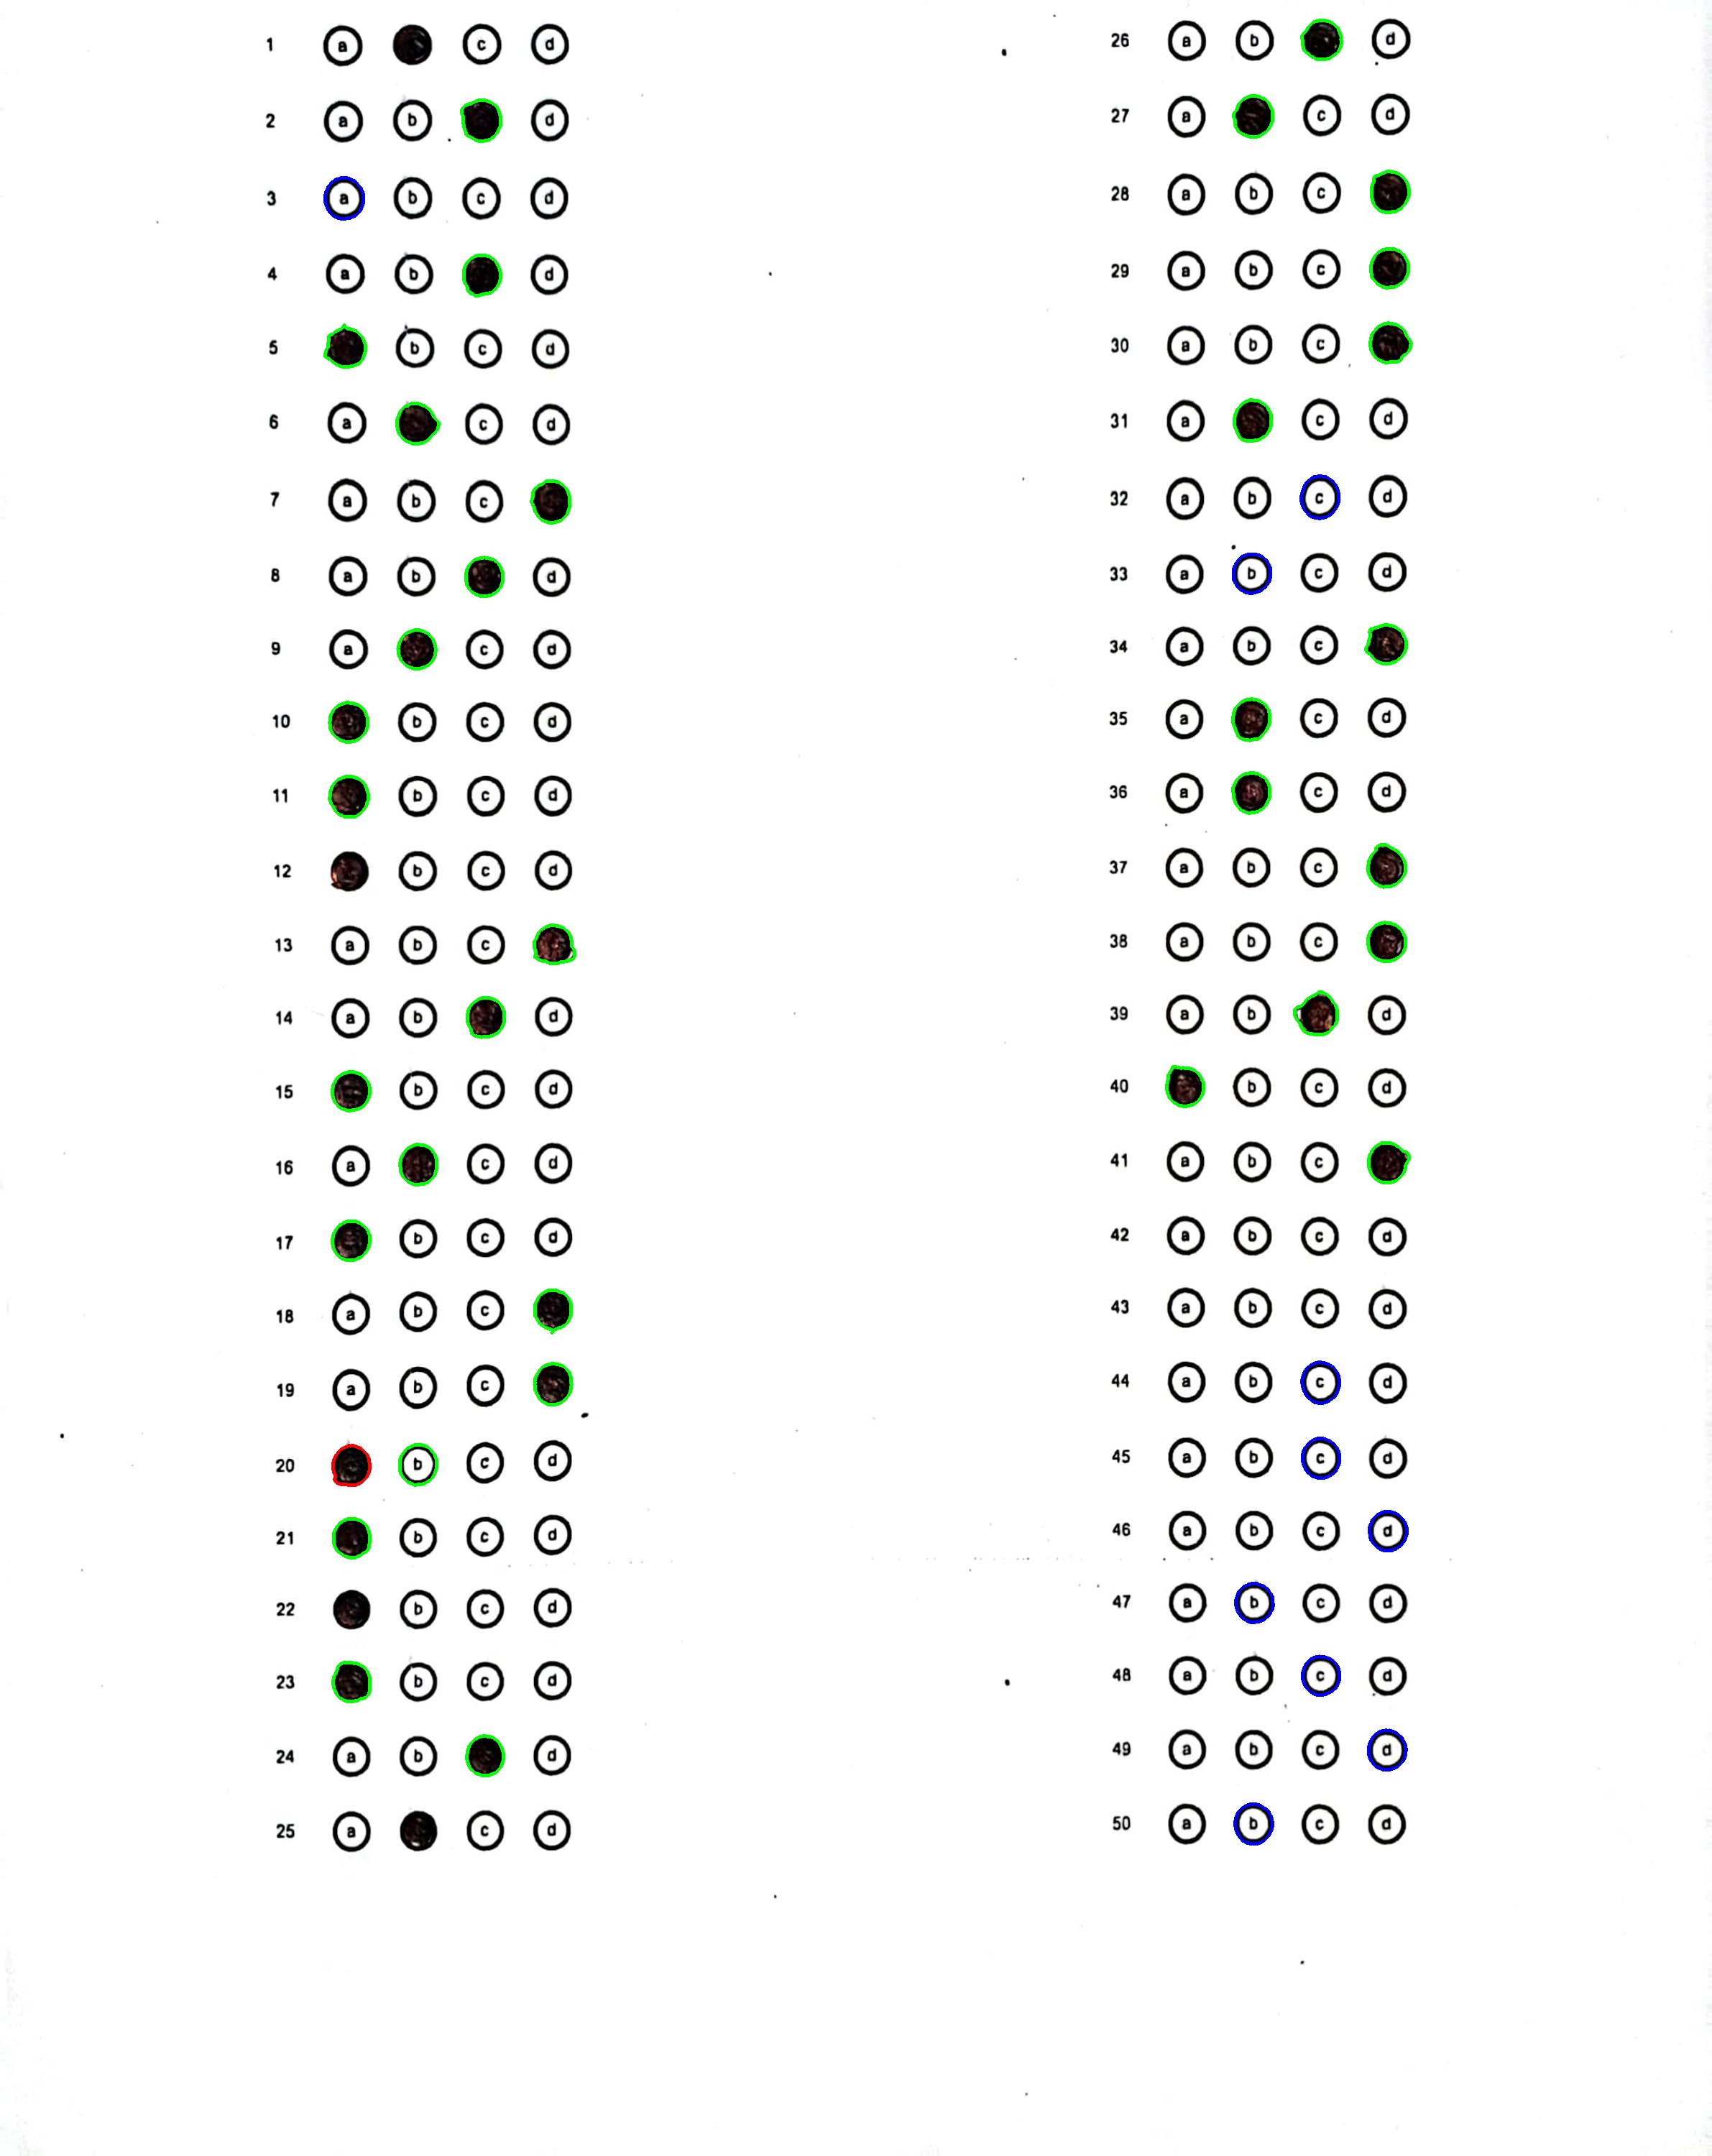 1 a c d
2 a b d
3 a b c d
4 a b d
5 b c d
6 a c d
7 a b c
8 a b d
9 a c d
10 b c d
11 b c d
12 b c d
13 a b c
14 a b d
15 b c d
16 a c d
17 b c d
18 a b c
19 a b c
20 b c d
21 b c d
22 b c d
23 b c d
24 a b d
25 a c d
26 a b d
27 a c d
28 a b c
29 a b c
30 a b c
31 a c d
32 a b c d
33 a b c d
34 a b c
35 a c d
36 a c d
37 a b c
38 a b c
39 a b d
40 b c d
41 a b c
42 a b c d
43 a b c d
44 a b c d
45 a b c d
46 a b c d
47 a b c d
48 a b c d
49 a b c d
50 a b c d